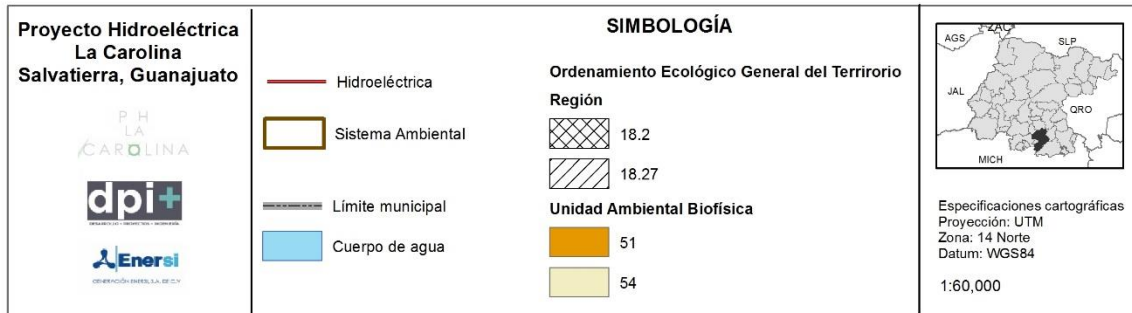 Proyecto Hidroeléctrica
La Carolina
Salvatierra, Guanajuato
P H
LA
CAROLINA
dpi+
Enersi
SIMBOLOGÍA
Hidroeléctrica
Sistema Ambiental
Límite municipal
Cuerpo de agua
Ordenamiento Ecológico General del Terrirorio
Región
18.2
18.27
Unidad Ambiental Biofísica
51
54
AGS
ZAC
SLP
JAL
QRO
MICH
Especificaciones cartográficas
Proyección: UTM
Zona: 14 Norte
Datum: WGS84
1:60,000